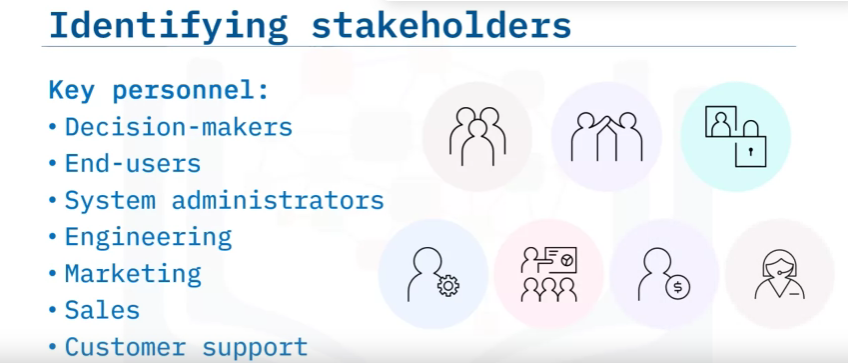 Identifying stakeholders
Key personnel:
• Decision-makers
• End-users
• System administrators
• Engineering
• Marketing
• Sales
• Customer support
$